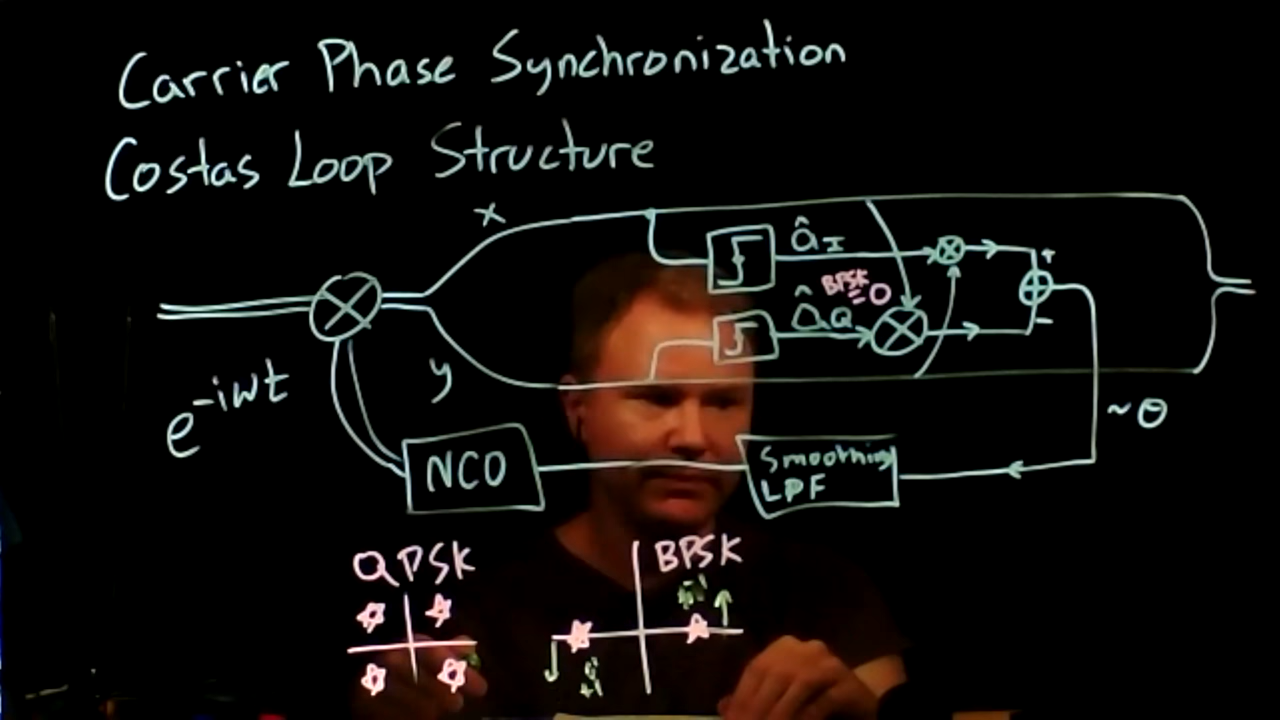 Carrier Phase Synchronization
Costas Loop Structure
x
âI
BPSK
=0
âQ
+
-
y
e^-iwt
~θ
NCO
Smoothing
LPF
QPSK
BPSK